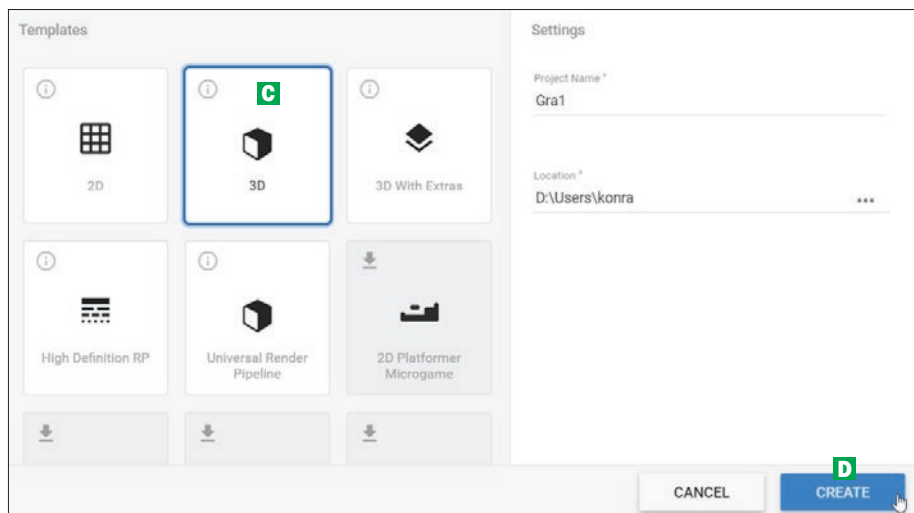 Templates
Settings
C
2D
3D
3D With Extras
Project Name *
Gra1
Location *
D:\Users\konra
...
High Definition RP
Universal Render
Pipeline
2D Platformer
Microgame
D
CANCEL
CREATE